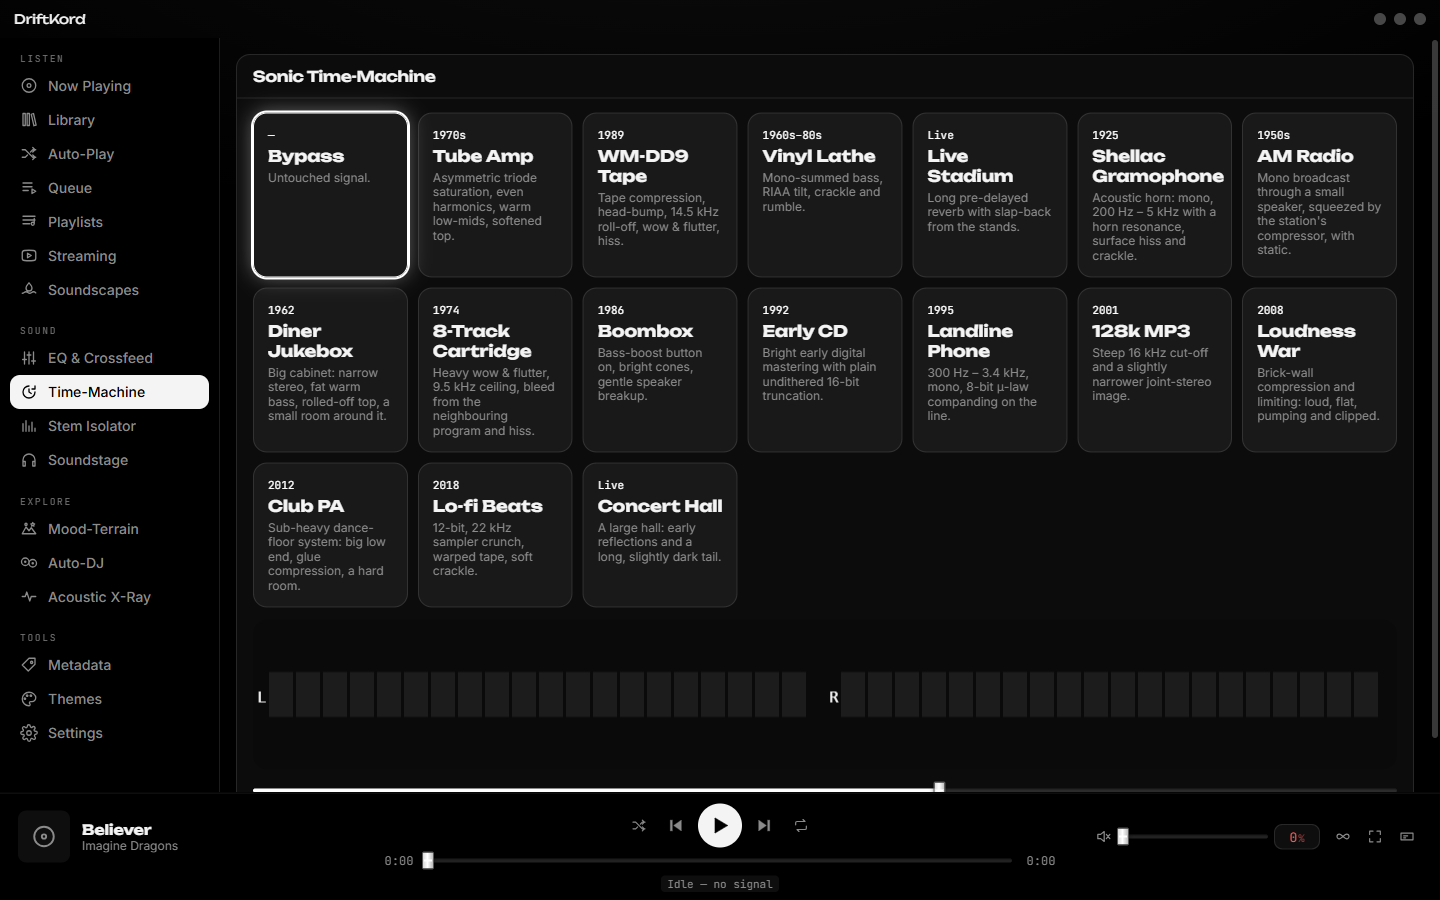 DriftKord
LISTEN
Now Playing
Library
Auto-Play
Queue
Playlists
Streaming
Soundscapes
SOUND
EQ & Crossfeed
Time-Machine
Stem Isolator
Soundstage
EXPLORE
Mood-Terrain
Auto-DJ
Acoustic X-Ray
TOOLS
Metadata
Themes
Settings
Sonic Time-Machine
—
Bypass
Untouched signal.
1970s
Tube Amp
Asymmetric triode
saturation, even
harmonics, warm
low-mids, softened
top.
1989
WM-DD9
Tape
Tape compression,
head-bump, 14.5 kHz
roll-off, wow & flutter,
hiss.
1960s–80s
Vinyl Lathe
Mono-summed bass,
RIAA tilt, crackle and
rumble.
Live
Live
Stadium
Long pre-delayed
reverb with slap-back
from the stands.
1925
Shellac
Gramophone
Acoustic horn: mono,
200 Hz – 5 kHz with a
horn resonance,
surface hiss and
crackle.
1950s
AM Radio
Mono broadcast
through a small
speaker, squeezed by
the station's
compressor, with
static.
1962
Diner
Jukebox
Big cabinet: narrow
stereo, fat warm
bass, rolled-off top, a
small room around it.
1974
8-Track
Cartridge
Heavy wow & flutter,
9.5 kHz ceiling, bleed
from the
neighbouring
program and hiss.
1986
Boombox
Bass-boost button
on, bright cones,
gentle speaker
breakup.
1992
Early CD
Bright early digital
mastering with plain
undithered 16-bit
truncation.
1995
Landline
Phone
300 Hz – 3.4 kHz,
mono, 8-bit μ-law
companding on the
line.
2001
128k MP3
Steep 16 kHz cut-off
and a slightly
narrower joint-stereo
image.
2008
Loudness
War
Brick-wall
compression and
limiting: loud, flat,
pumping and clipped.
2012
Club PA
Sub-heavy dance-
floor system: big low
end, glue
compression, a hard
room.
2018
Lo-fi Beats
12-bit, 22 kHz
sampler crunch,
warped tape, soft
crackle.
Live
Concert Hall
A large hall: early
reflections and a
long, slightly dark tail.
L
R
Believer
Imagine Dragons
0:00
0:00
Idle — no signal
0%